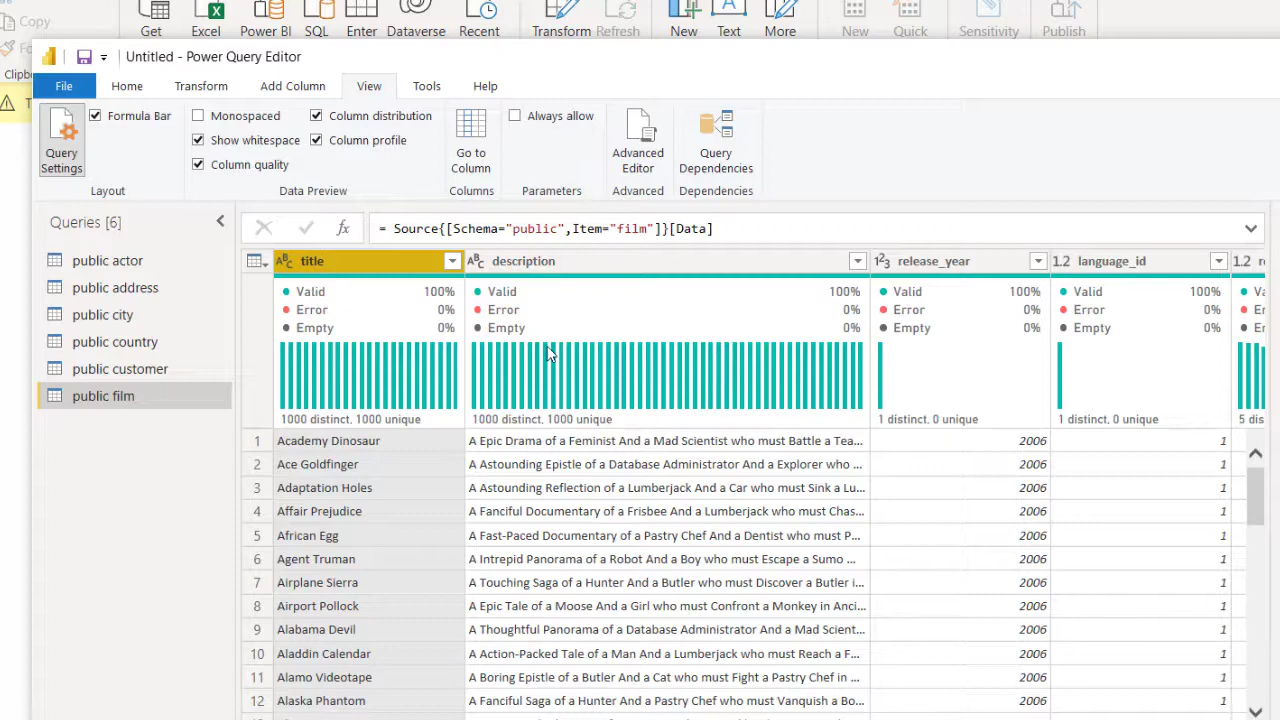 Copy
Get Excel Power BI SQL Enter Dataverse Recent Transform Refresh New Text More New Quick Sensitivity Publish
Untitled - Power Query Editor
File Home Transform Add Column View Tools Help
Formula Bar Monospaced Column distribution Always allow
Show whitespace Column profile
Column quality
Query Settings
Go to Column
Advanced Editor
Query Dependencies
Layout Data Preview Columns Parameters Advanced Dependencies
Queries [6]
= Source{[Schema="public",Item="film"]}[Data]
public actor
public address
public city
public country
public customer
public film
ABC title ABC description 123 release_year 1.2 language_id 1.2
Valid 100% Valid 100% Valid 100% Valid 100%
Error 0% Error 0% Error 0% Error 0%
Empty 0% Empty 0% Empty 0% Empty 0%
1000 distinct, 1000 unique 1000 distinct, 1000 unique 1 distinct, 0 unique 1 distinct, 0 unique 5 dis
1 Academy Dinosaur A Epic Drama of a Feminist And a Mad Scientist who must Battle a Tea... 2006 1
2 Ace Goldfinger A Astounding Epistle of a Database Administrator And a Explorer who ... 2006 1
3 Adaptation Holes A Astounding Reflection of a Lumberjack And a Car who must Sink a Lu... 2006 1
4 Affair Prejudice A Fanciful Documentary of a Frisbee And a Lumberjack who must Chas... 2006 1
5 African Egg A Fast-Paced Documentary of a Pastry Chef And a Dentist who must P... 2006 1
6 Agent Truman A Intrepid Panorama of a Robot And a Boy who must Escape a Sumo ... 2006 1
7 Airplane Sierra A Touching Saga of a Hunter And a Butler who must Discover a Butler i... 2006 1
8 Airport Pollock A Epic Tale of a Moose And a Girl who must Confront a Monkey in Anci... 2006 1
9 Alabama Devil A Thoughtful Panorama of a Database Administrator And a Mad Scient... 2006 1
10 Aladdin Calendar A Action-Packed Tale of a Man And a Lumberjack who must Reach a F... 2006 1
11 Alamo Videotape A Boring Epistle of a Butler And a Cat who must Fight a Pastry Chef in ... 2006 1
12 Alaska Phantom A Fanciful Saga of a Hunter And a Pastry Chef who must Vanquish a Bo... 2006 1